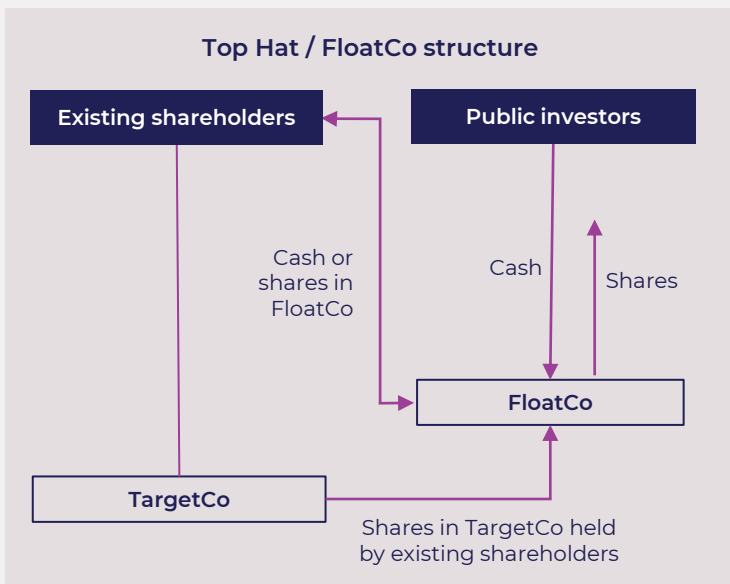 Top Hat / FloatCo structure
Existing shareholders
Public investors
Cash or
shares in
FloatCo
Cash
Shares
FloatCo
TargetCo
Shares in TargetCo held
by existing shareholders